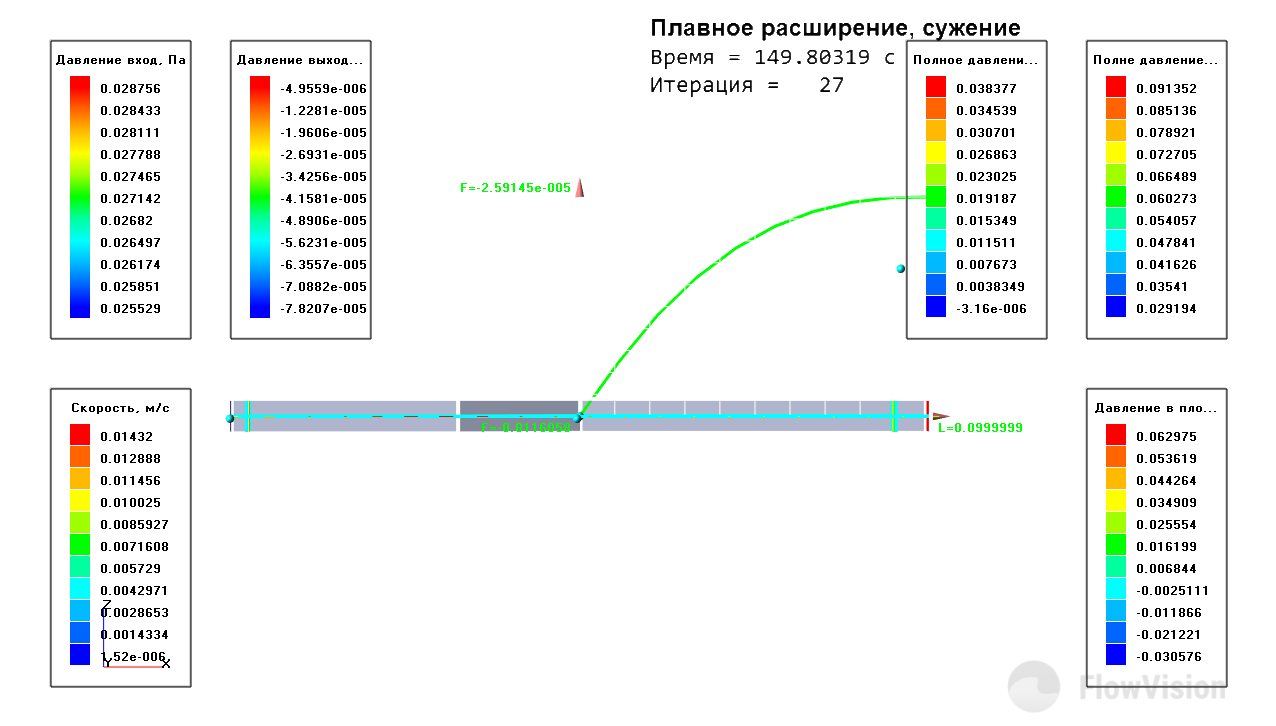 Плавное расширение, сужение
Время = 149.80319 с
Итерация = 27
Давление вход, Па
0.028756
0.028433
0.028111
0.027788
0.027465
0.027142
0.02682
0.026497
0.026174
0.025851
0.025529
Давление выход...
-4.9559e-006
-1.2281e-005
-1.9606e-005
-2.6931e-005
-3.4256e-005
-4.1581e-005
-4.8906e-005
-5.6231e-005
-6.3557e-005
-7.0882e-005
-7.8207e-005
Полное давлени...
0.038377
0.034539
0.030701
0.026863
0.023025
0.019187
0.015349
0.011511
0.007673
0.0038349
-3.16e-006
Полне давление...
0.091352
0.085136
0.078921
0.072705
0.066489
0.060273
0.054057
0.047841
0.041626
0.03541
0.029194
F=-2.59145e-005
L=0.0999999
Скорость, м/с
0.01432
0.012888
0.011456
0.010025
0.0085927
0.0071608
0.005729
0.0042971
0.0028653
0.0014334
1.52e-006
Z
Y
X
Давление в пло...
0.062975
0.053619
0.044264
0.034909
0.025554
0.016199
0.006844
-0.0025111
-0.011866
-0.021221
-0.030576
FlowVision